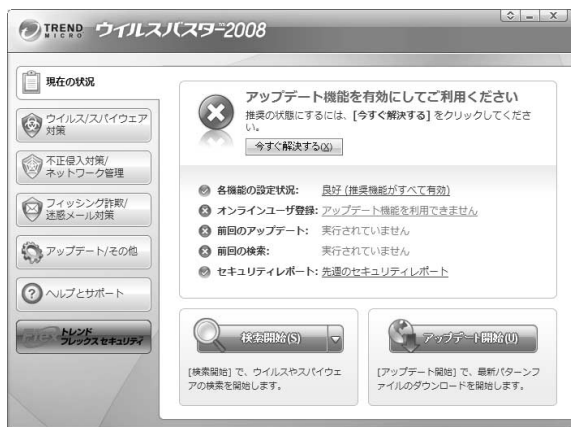 TREND MICRO ウイルスバスター2008
現在の状況
ウイルス/スパイウェア
対策
不正侵入対策/
ネットワーク管理
フィッシング詐欺/
迷惑メール対策
アップデート/その他
ヘルプとサポート
Flex トレンド
フレックス セキュリティ
アップデート機能を有効にしてご利用ください
推奨の状態にするには、[今すぐ解決する] をクリックしてくださ
い。
今すぐ解決する(X)
各機能の設定状況: 良好 (推奨機能がすべて有効)
オンラインユーザ登録: アップデート機能を利用できません
前回のアップデート: 実行されていません
前回の検索: 実行されていません
セキュリティレポート: 先週のセキュリティレポート
検索開始(S)
アップデート開始(U)
[検索開始] で、ウイルスやスパイウェ
アの検索を開始します。
[アップデート開始] で、最新パターンフ
ァイルのダウンロードを開始します。